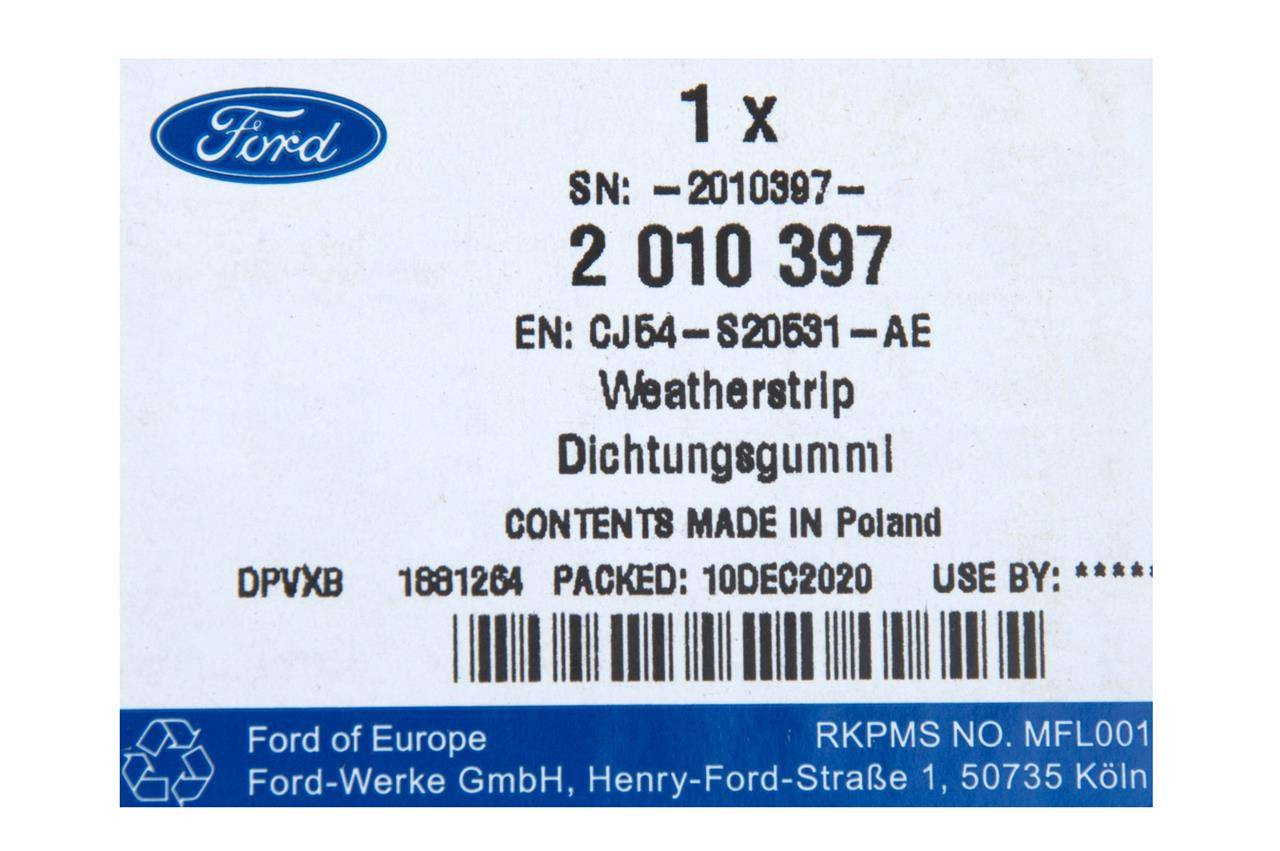 Ford
1 x
SN: -2010397-
2 010 397
EN: CJ54-S20531-AE
Weatherstrip
Dichtungsgummi
CONTENTS MADE IN Poland
DPVXB 1881264 PACKED: 10DEC2020 USE BY: *****
Ford of Europe
RKPMS NO. MFL001
Ford-Werke GmbH, Henry-Ford-Straße 1, 50735 Köln